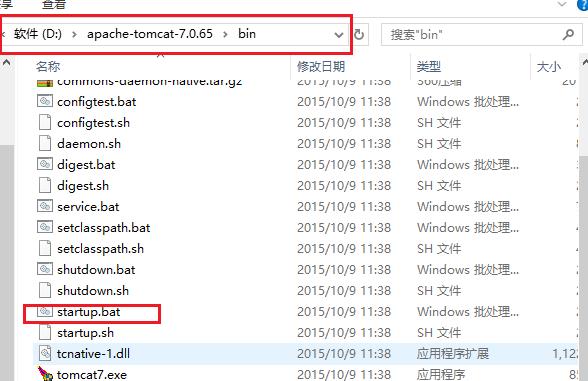 享 查看
软件 (D:) › apache-tomcat-7.0.65 › bin 搜索"bin"
名称 修改日期 类型 大小
commons-daemon-native.tar.gz 2015/10/9 11:38 360压缩 20
configtest.bat 2015/10/9 11:38 Windows 批处理...
configtest.sh 2015/10/9 11:38 SH 文件
daemon.sh 2015/10/9 11:38 SH 文件
digest.bat 2015/10/9 11:38 Windows 批处理...
digest.sh 2015/10/9 11:38 SH 文件
service.bat 2015/10/9 11:38 Windows 批处理...
setclasspath.bat 2015/10/9 11:38 Windows 批处理...
setclasspath.sh 2015/10/9 11:38 SH 文件
shutdown.bat 2015/10/9 11:38 Windows 批处理...
shutdown.sh 2015/10/9 11:38 SH 文件
startup.bat 2015/10/9 11:38 Windows 批处理...
startup.sh 2015/10/9 11:38 SH 文件
tcnative-1.dll 2015/10/9 11:38 应用程序扩展 1,12
tomcat7.exe 2015/10/9 11:38 应用程序 8